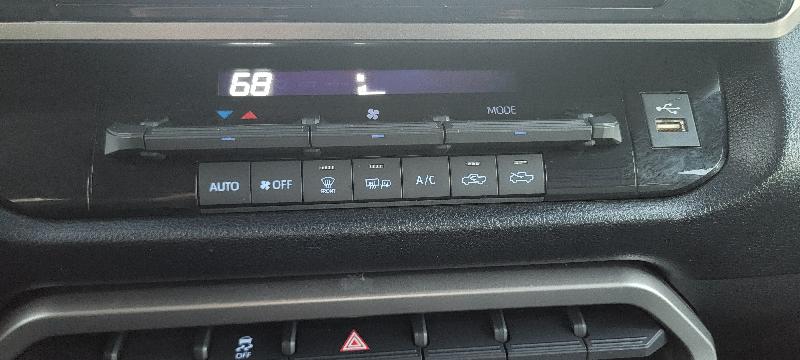 68 L
MODE
AUTO OFF FRONT A/C
OFF